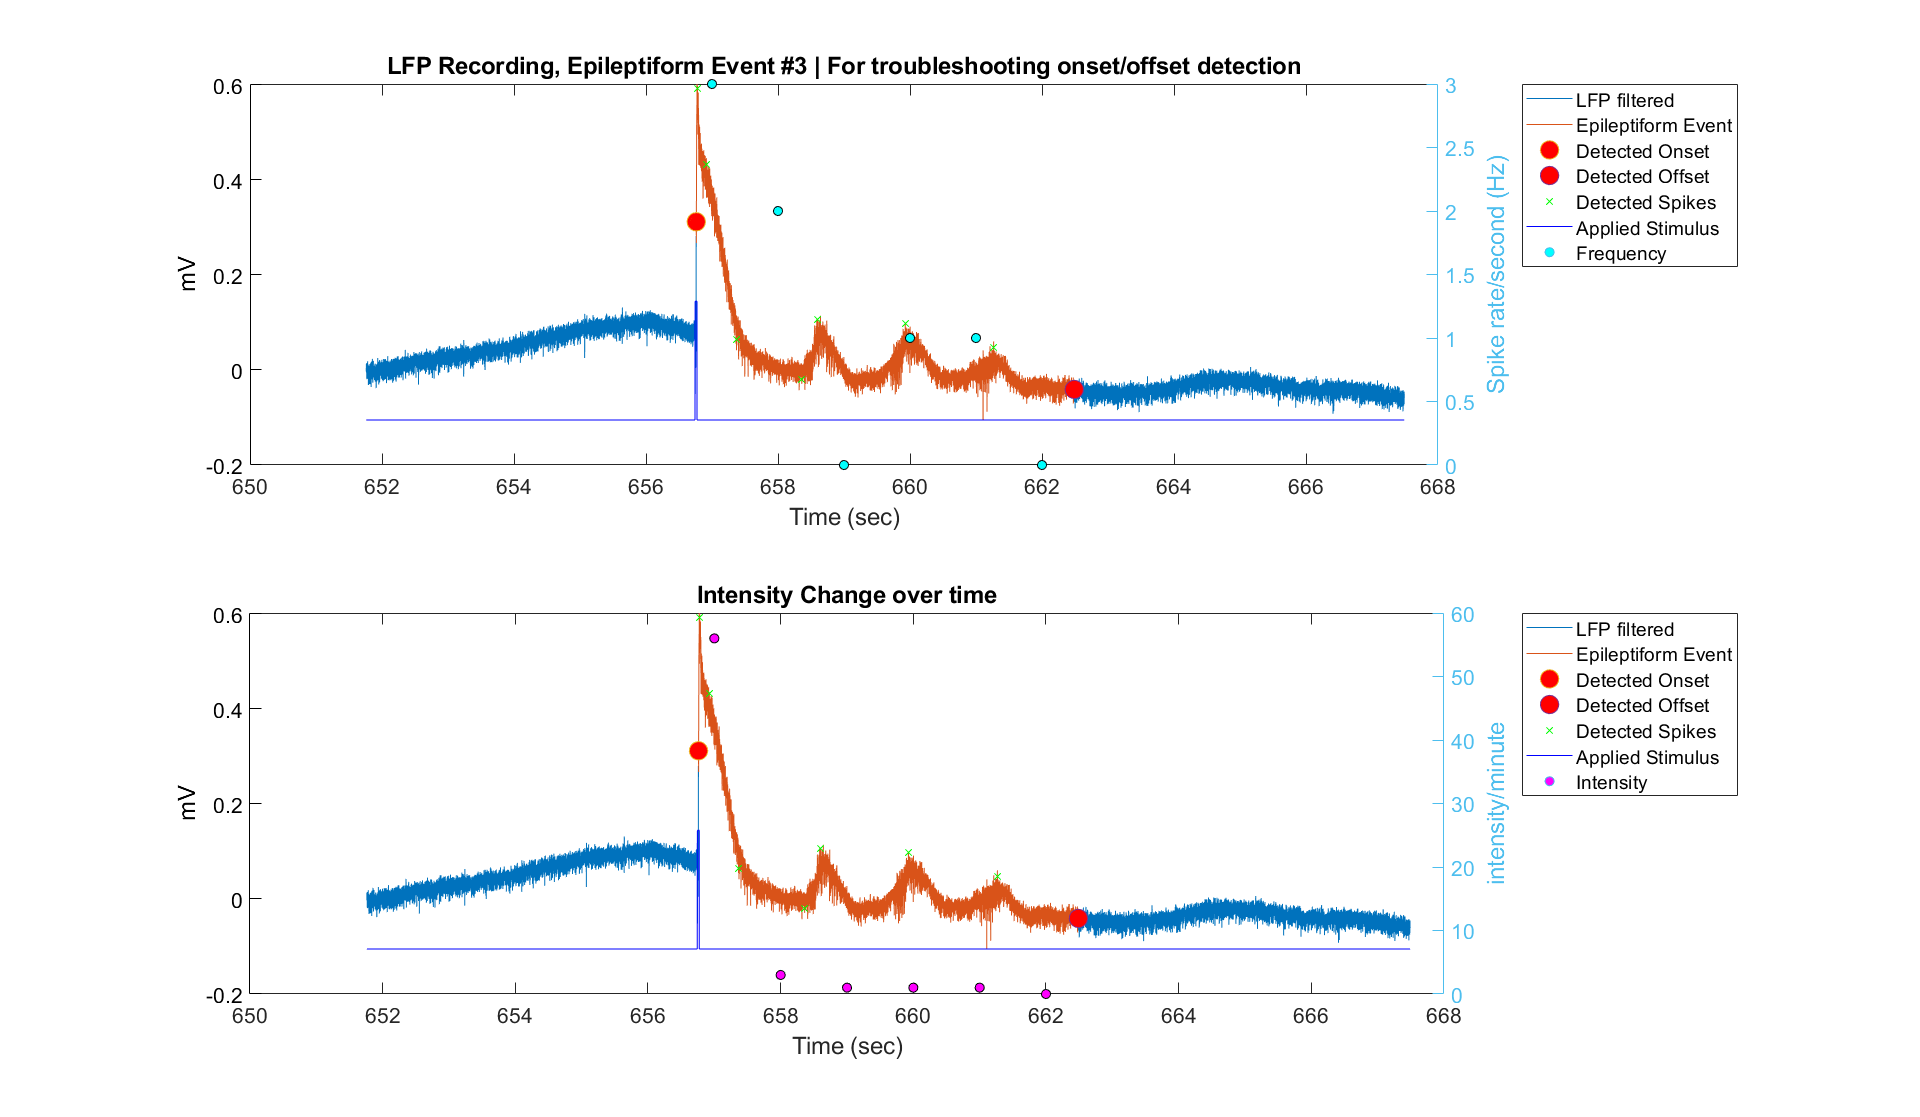 LFP Recording, Epileptiform Event #3 | For troubleshooting onset/offset detection
0.6
0.4
0.2
0
-0.2
mV
650 652 654 656 658 660 662 664 666 668
Time (sec)
3
2.5
2
1.5
1
0.5
0
Spike rate/second (Hz)
LFP filtered
Epileptiform Event
Detected Onset
Detected Offset
Detected Spikes
Applied Stimulus
Frequency
Intensity Change over time
0.6
0.4
0.2
0
-0.2
mV
650 652 654 656 658 660 662 664 666 668
Time (sec)
60
50
40
30
20
10
0
intensity/minute
LFP filtered
Epileptiform Event
Detected Onset
Detected Offset
Detected Spikes
Applied Stimulus
Intensity